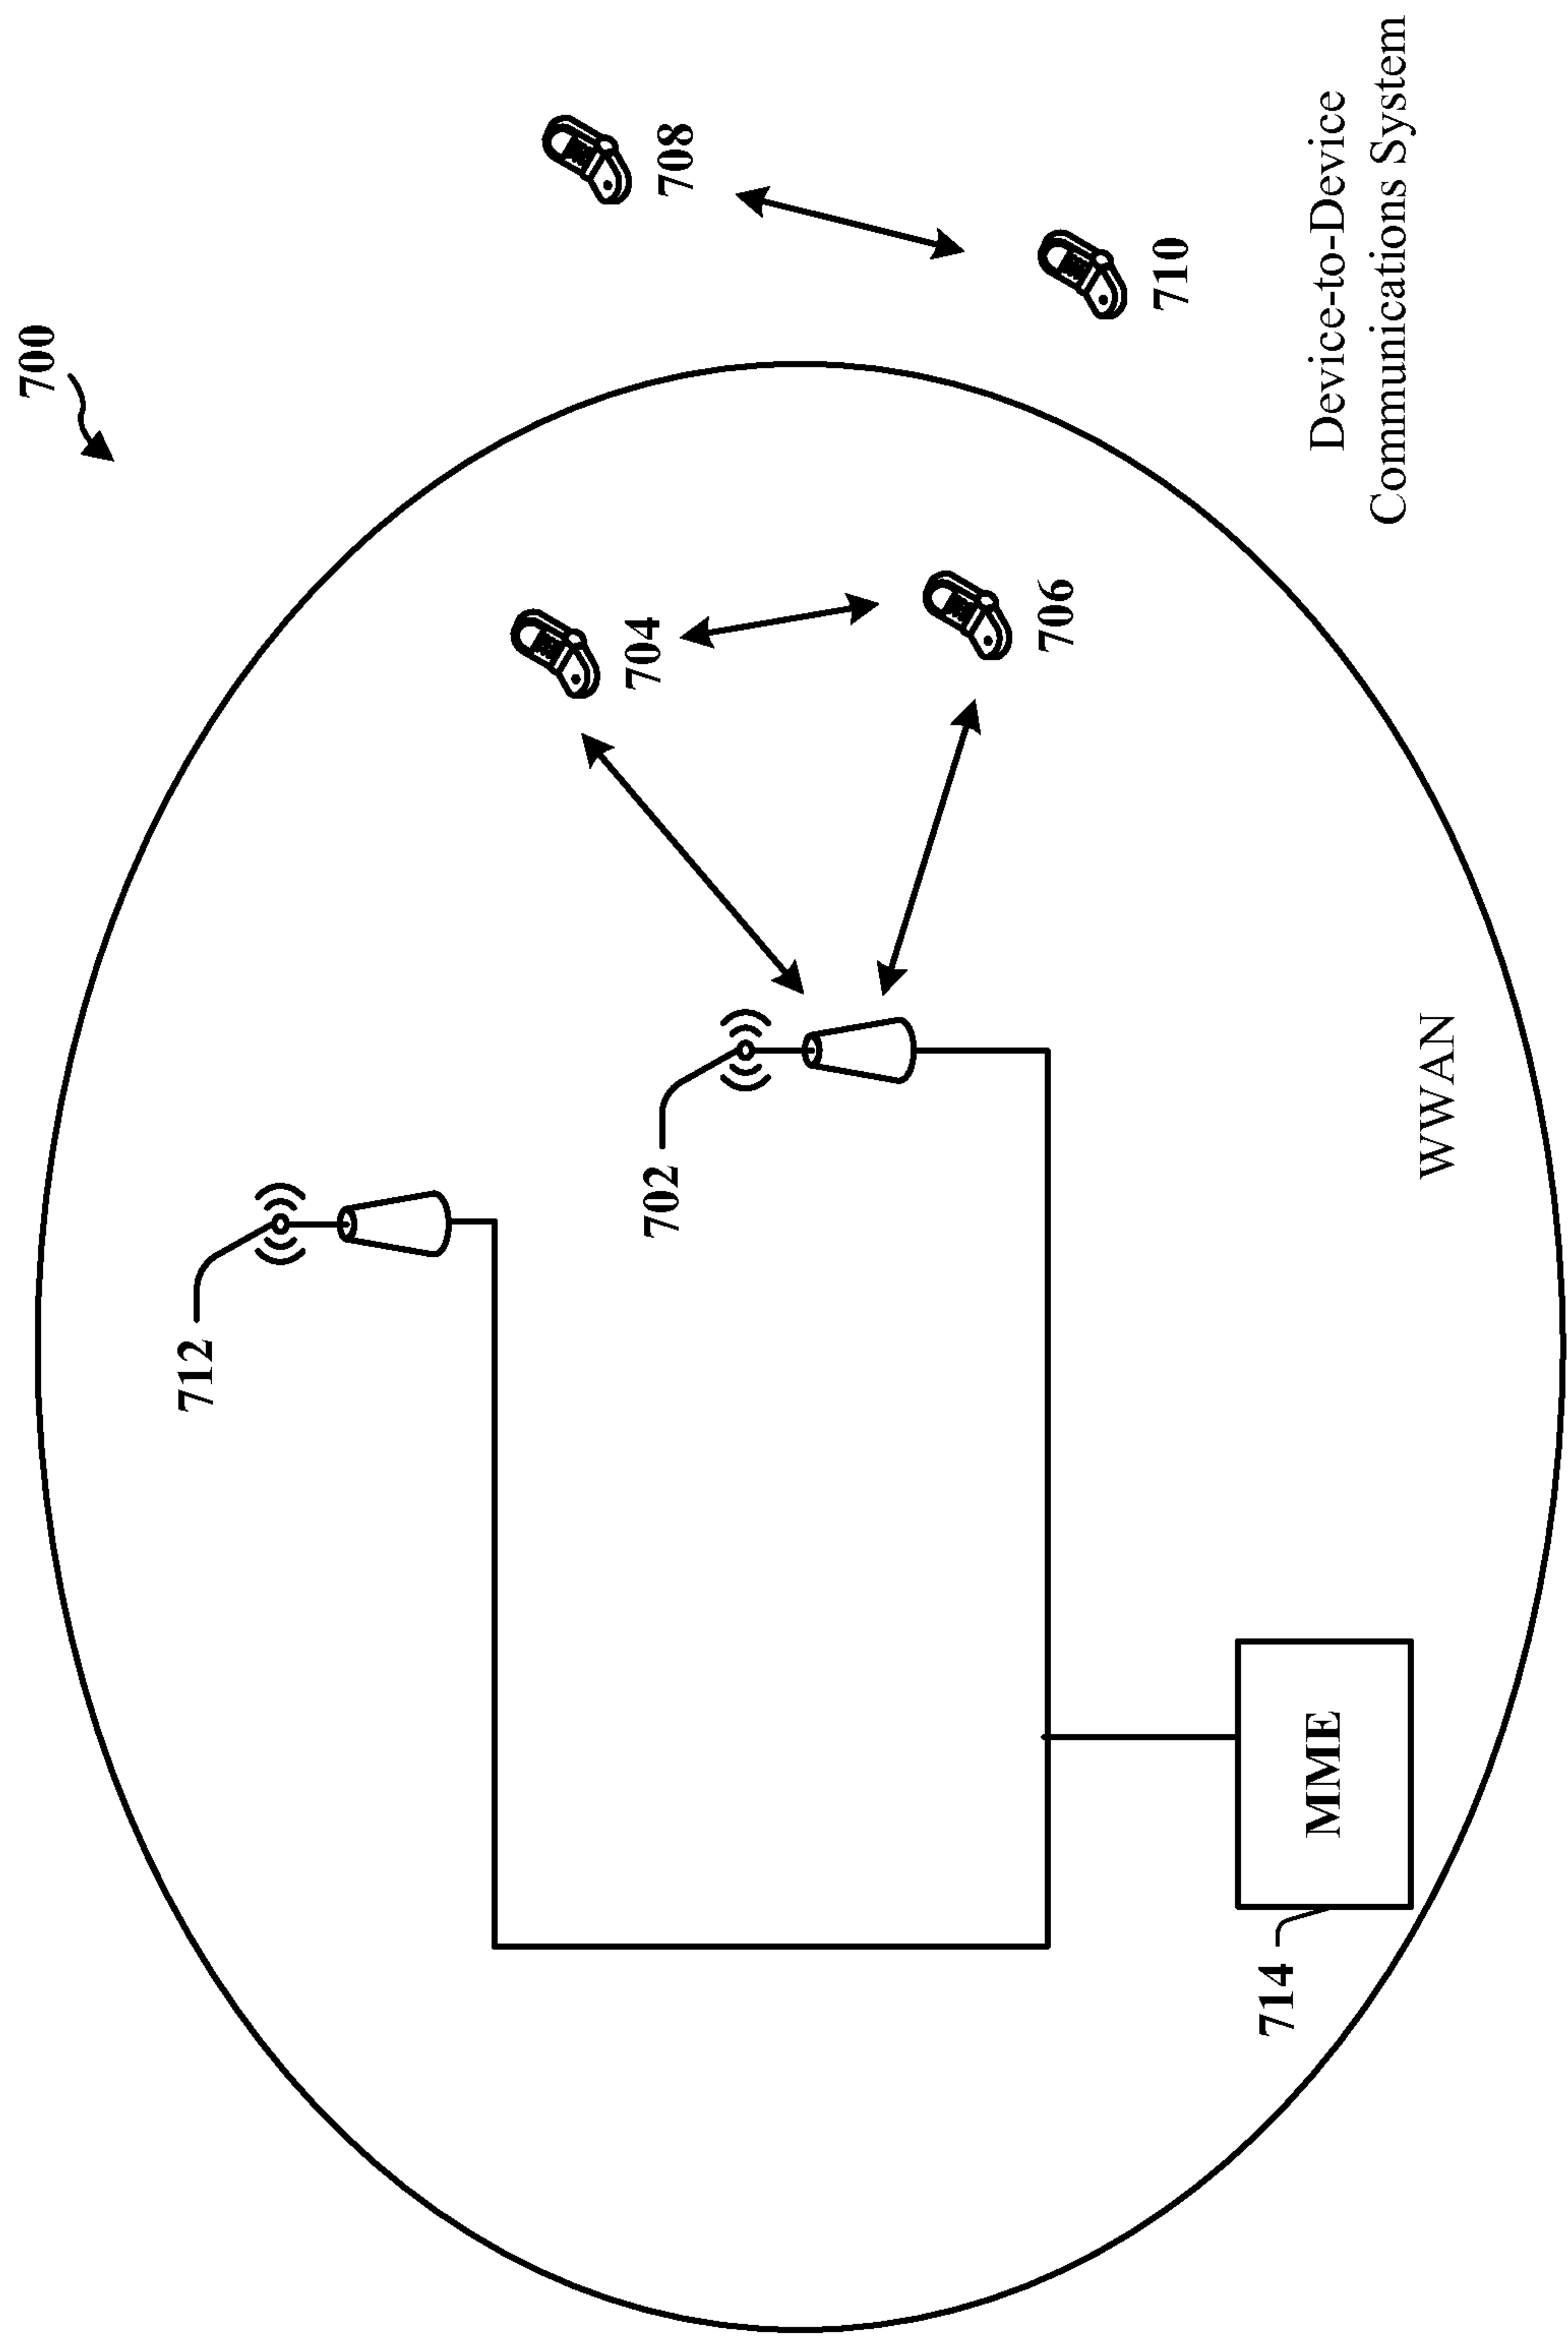 700
712
702
704
708
706
710
714
MME
WWAN
Device-to-Device
Communications System